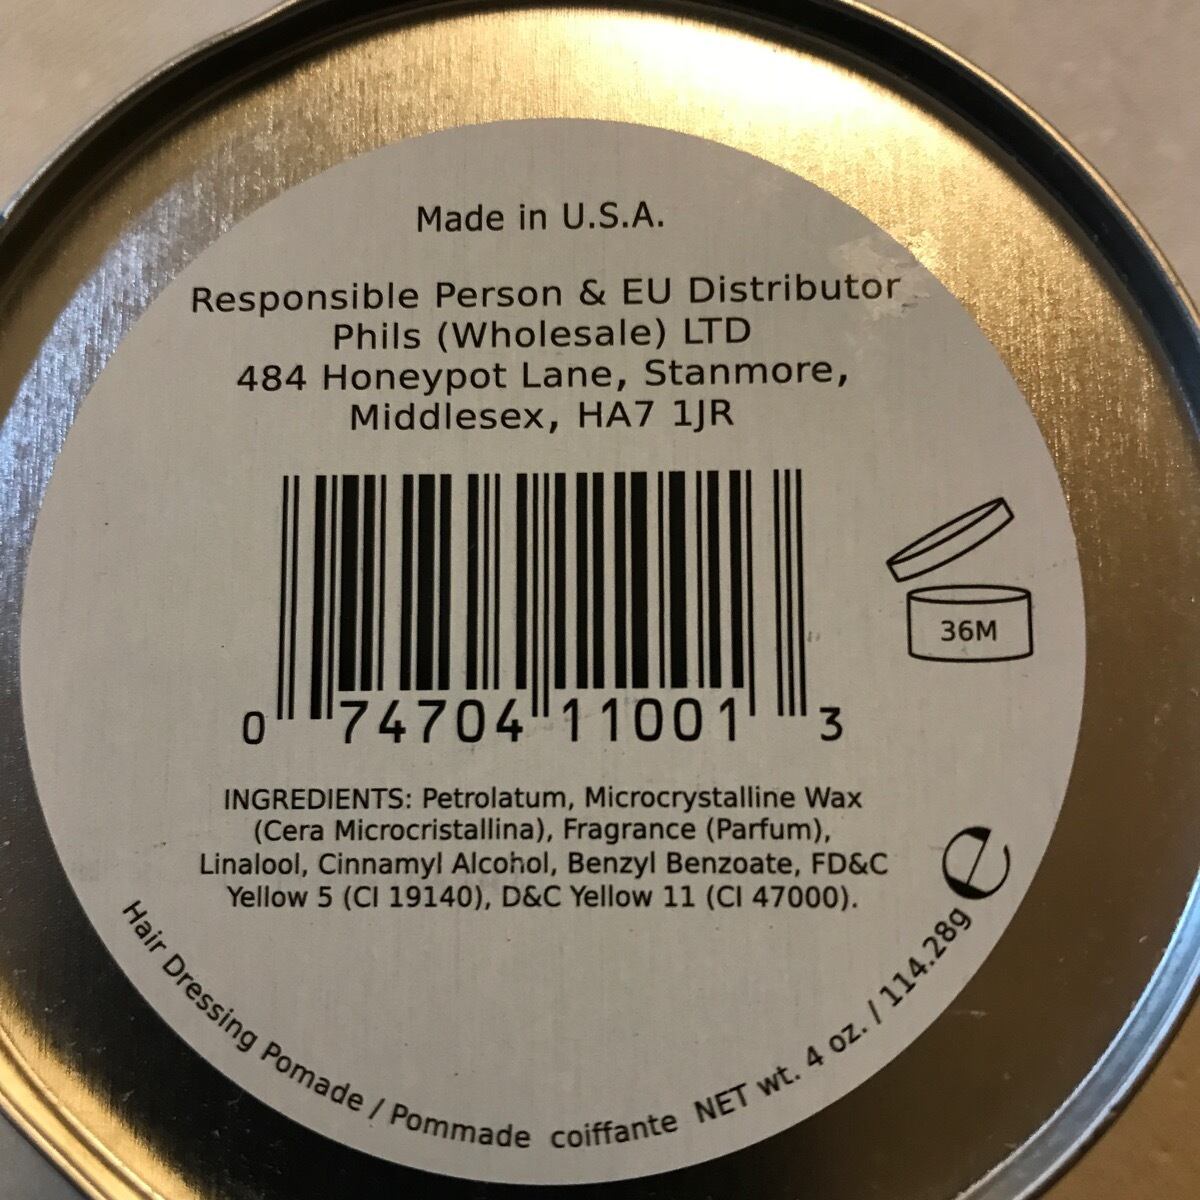 Made in U.S.A.
Responsible Person & EU Distributor
Phils (Wholesale) LTD
484 Honeypot Lane, Stanmore,
Middlesex, HA7 1JR
36M
0 74704 11001 3
INGREDIENTS: Petrolatum, Microcrystalline Wax
(Cera Microcristallina), Fragrance (Parfum),
Linalool, Cinnamyl Alcohol, Benzyl Benzoate, FD&C
Yellow 5 (CI 19140), D&C Yellow 11 (CI 47000).
Hair Dressing Pomade / Pommade coiffante NET wt. 4 oz. / 114.28g e